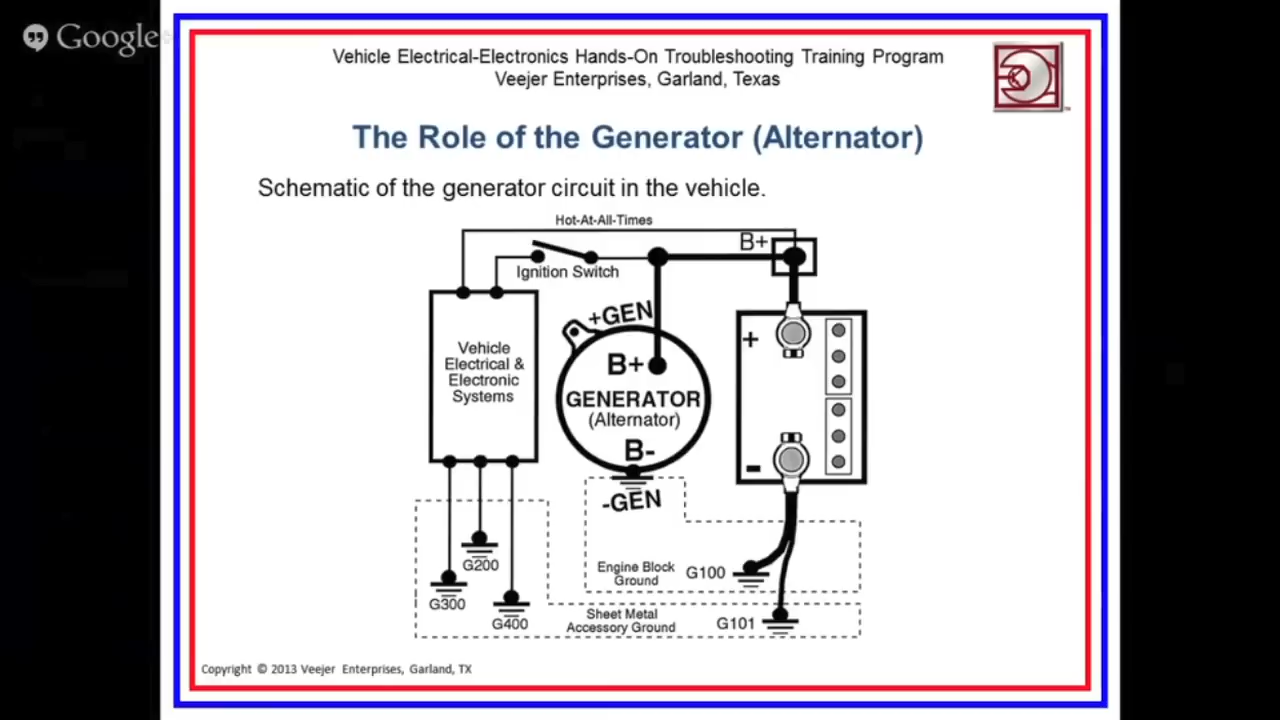 Google
Vehicle Electrical-Electronics Hands-On Troubleshooting Training Program
Veejer Enterprises, Garland, Texas
The Role of the Generator (Alternator)
Schematic of the generator circuit in the vehicle.
Hot-At-All-Times
B+
Ignition Switch
+GEN
+
Vehicle
Electrical &
Electronic
Systems
B+
GENERATOR
(Alternator)
B-
-
-GEN
G200
G300
G400
Engine Block
Ground
G100
Sheet Metal
Accessory Ground
G101
Copyright © 2013 Veejer Enterprises, Garland, TX